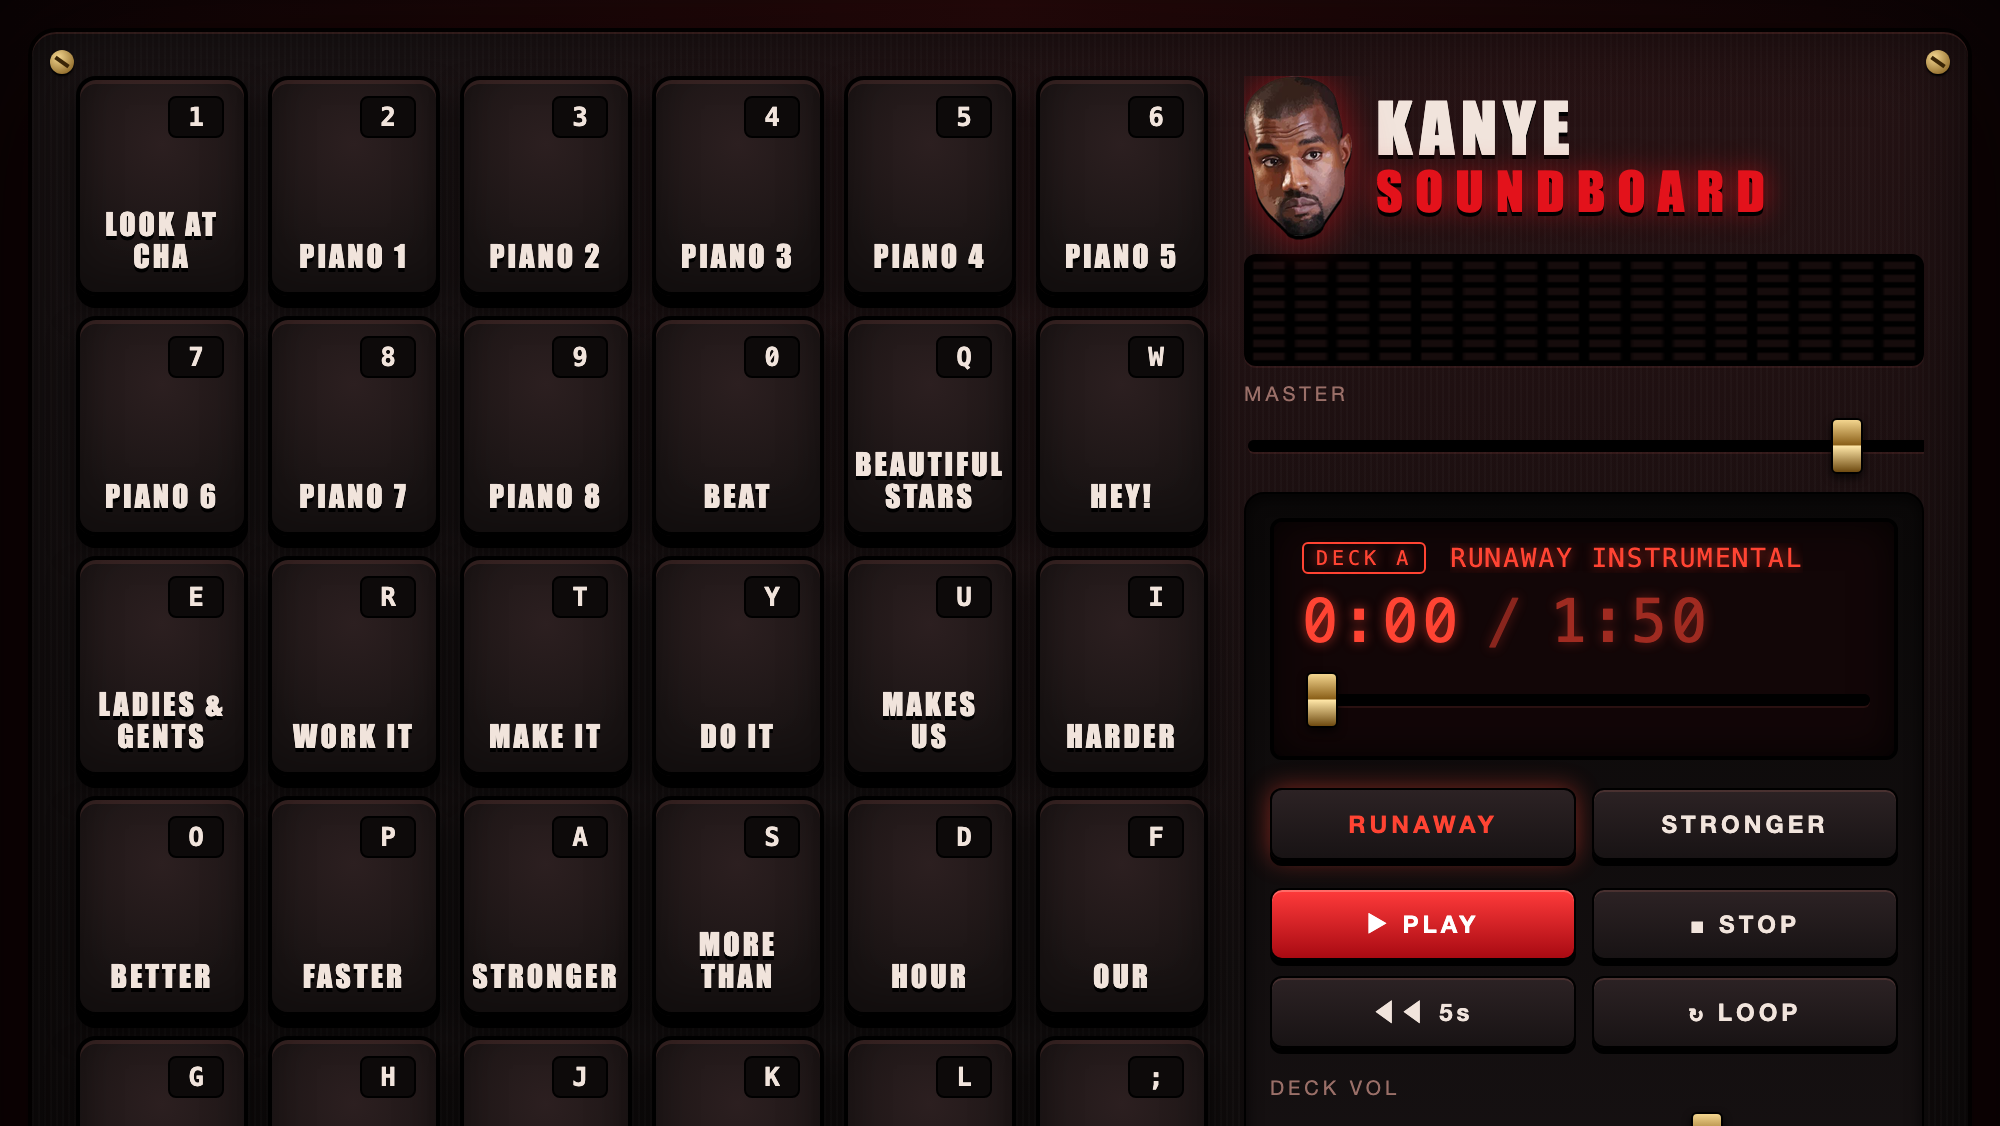 1
LOOK AT
CHA
2
PIANO 1
3
PIANO 2
4
PIANO 3
5
PIANO 4
6
PIANO 5
7
PIANO 6
8
PIANO 7
9
PIANO 8
0
BEAT
Q
BEAUTIFUL
STARS
W
HEY!
E
LADIES &
GENTS
R
WORK IT
T
MAKE IT
Y
DO IT
U
MAKES
US
I
HARDER
O
BETTER
P
FASTER
A
STRONGER
S
MORE
THAN
D
HOUR
F
OUR
G
H
J
K
L
;
KANYE
SOUNDBOARD
MASTER
DECK A RUNAWAY INSTRUMENTAL
0:00 / 1:50
RUNAWAY
STRONGER
▶ PLAY
■ STOP
◀◀ 5s
↻ LOOP
DECK VOL